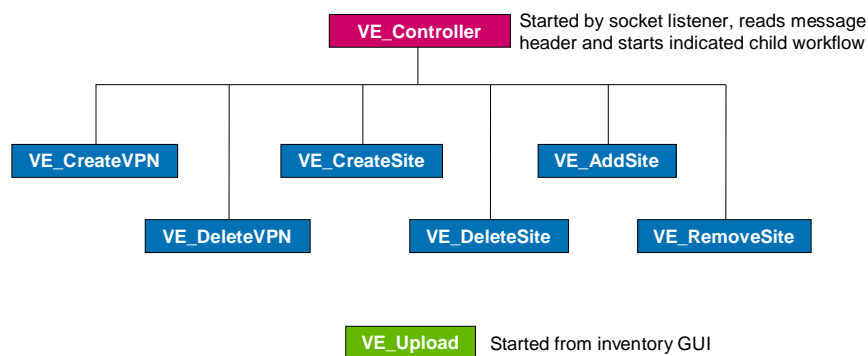 VE_Controller
Started by socket listener, reads message
header and starts indicated child workflow
VE_CreateVPN
VE_CreateSite
VE_AddSite
VE_DeleteVPN
VE_DeleteSite
VE_RemoveSite
VE_Upload
Started from inventory GUI